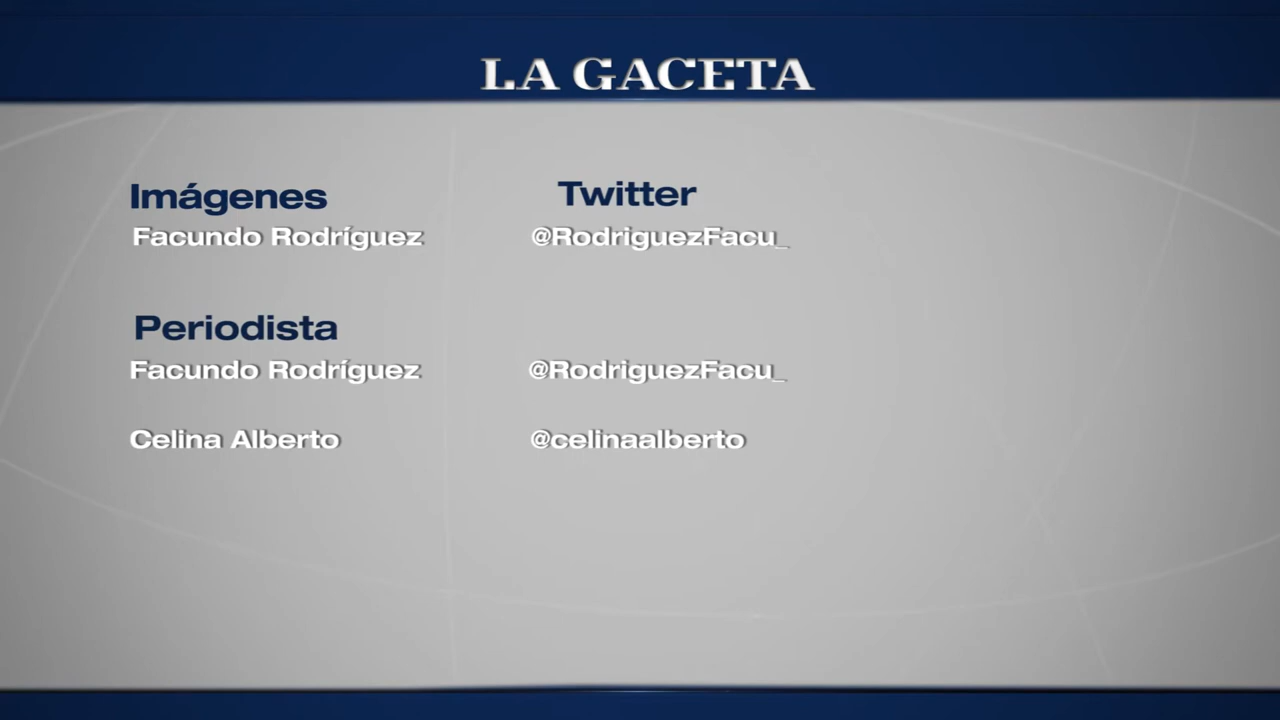 LA GACETA
Imágenes Twitter
Facundo Rodríguez @RodriguezFacu_
Periodista
Facundo Rodríguez @RodriguezFacu_
Celina Alberto @celinaalberto